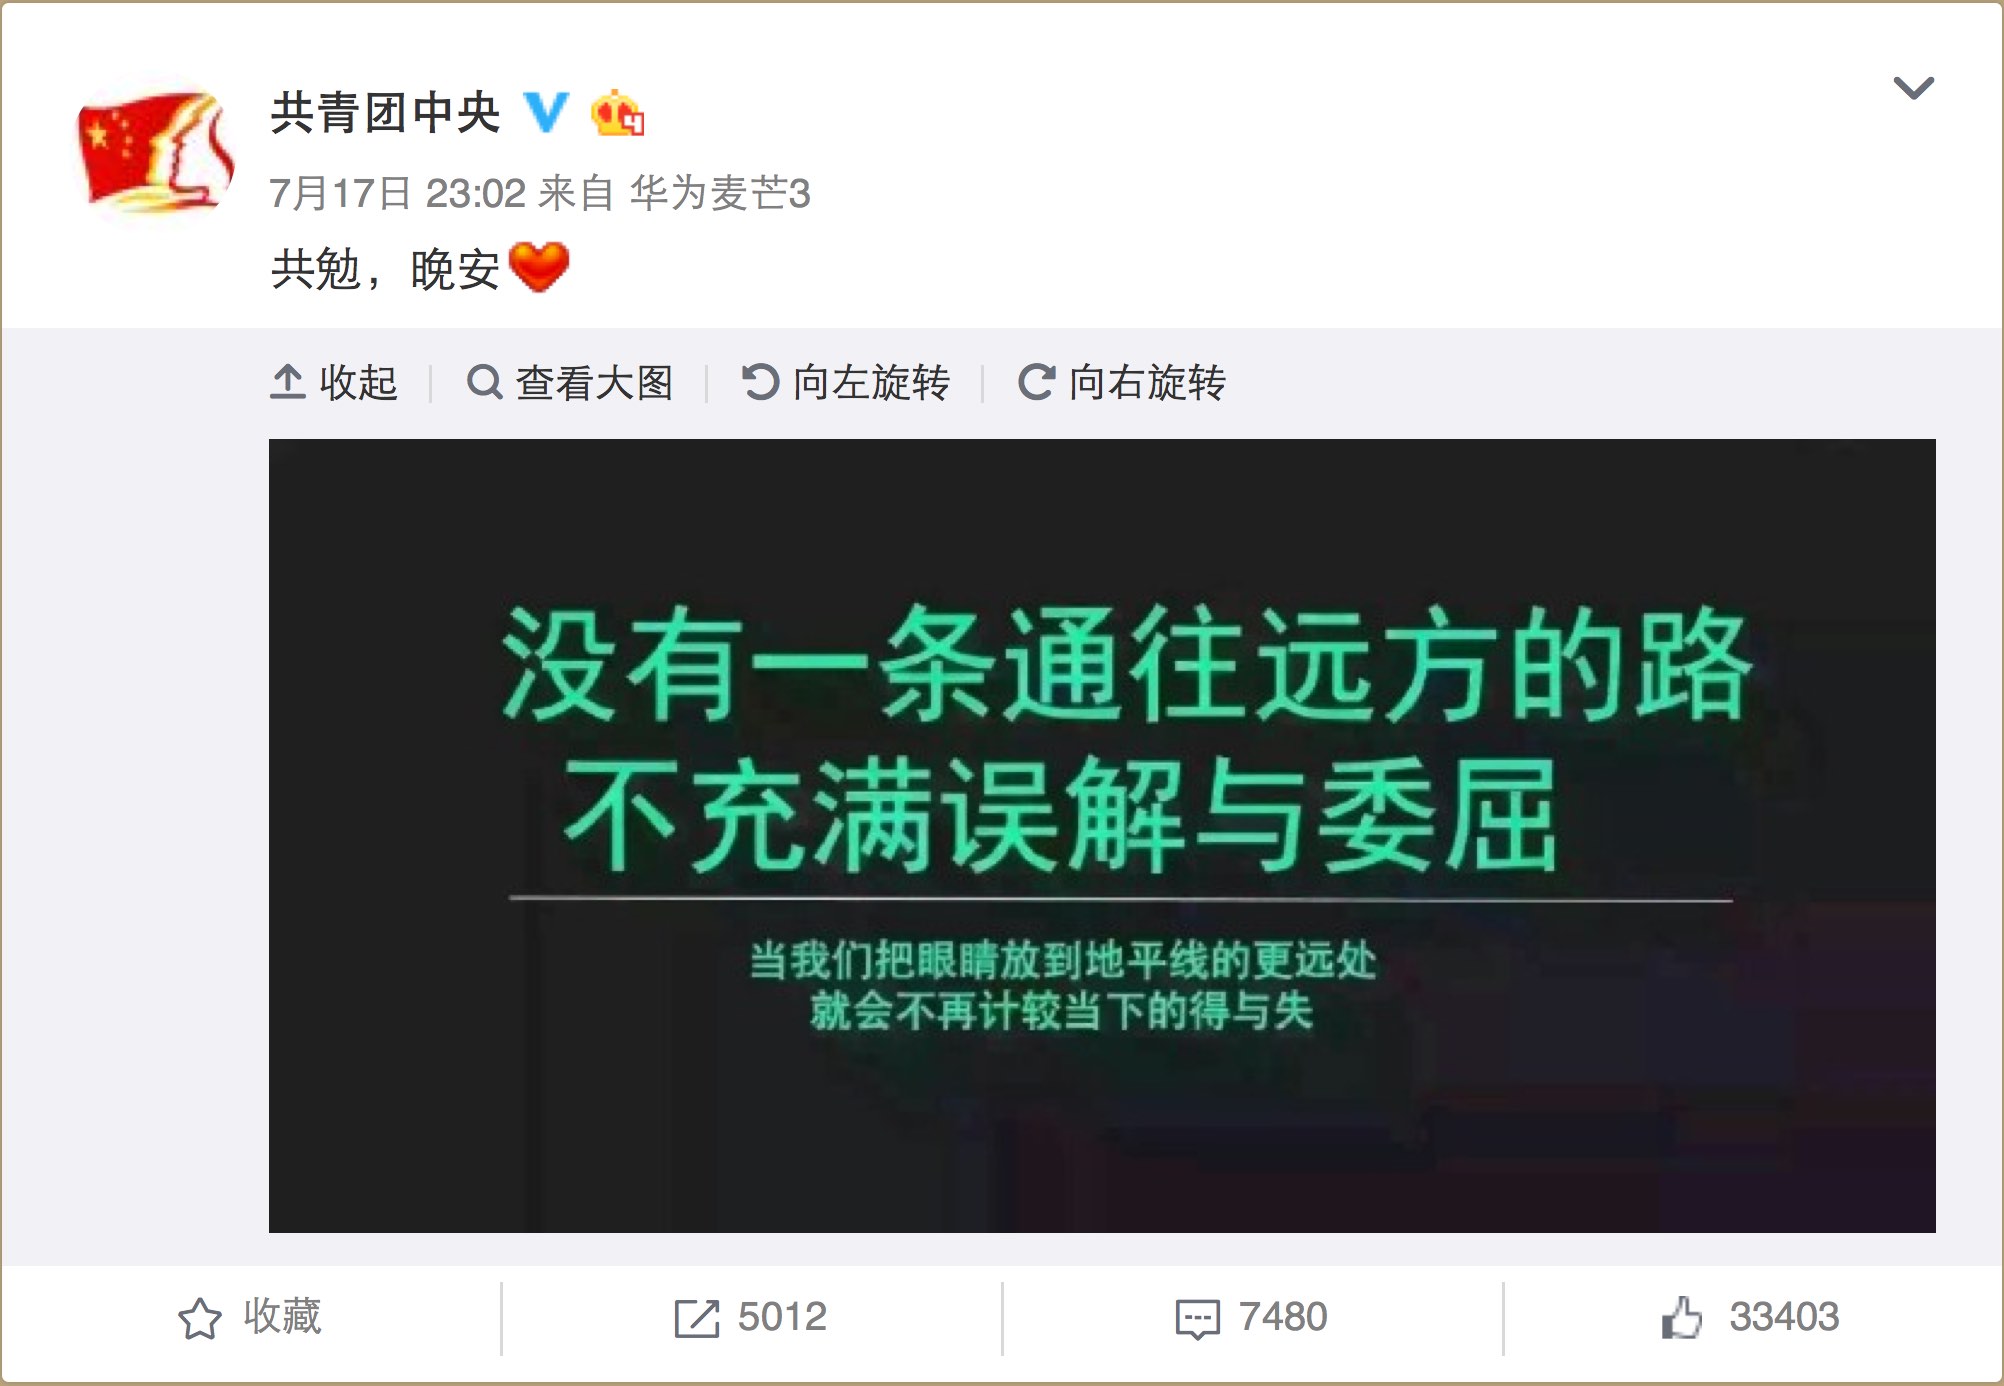 共青团中央
4
7月17日 23:02 来自 华为麦芒3
共勉，晚安
收起 查看大图 向左旋转 向右旋转
没有一条通往远方的路
不充满误解与委屈
当我们把眼睛放到地平线的更远处
就会不再计较当下的得与失
收藏 5012 7480 33403